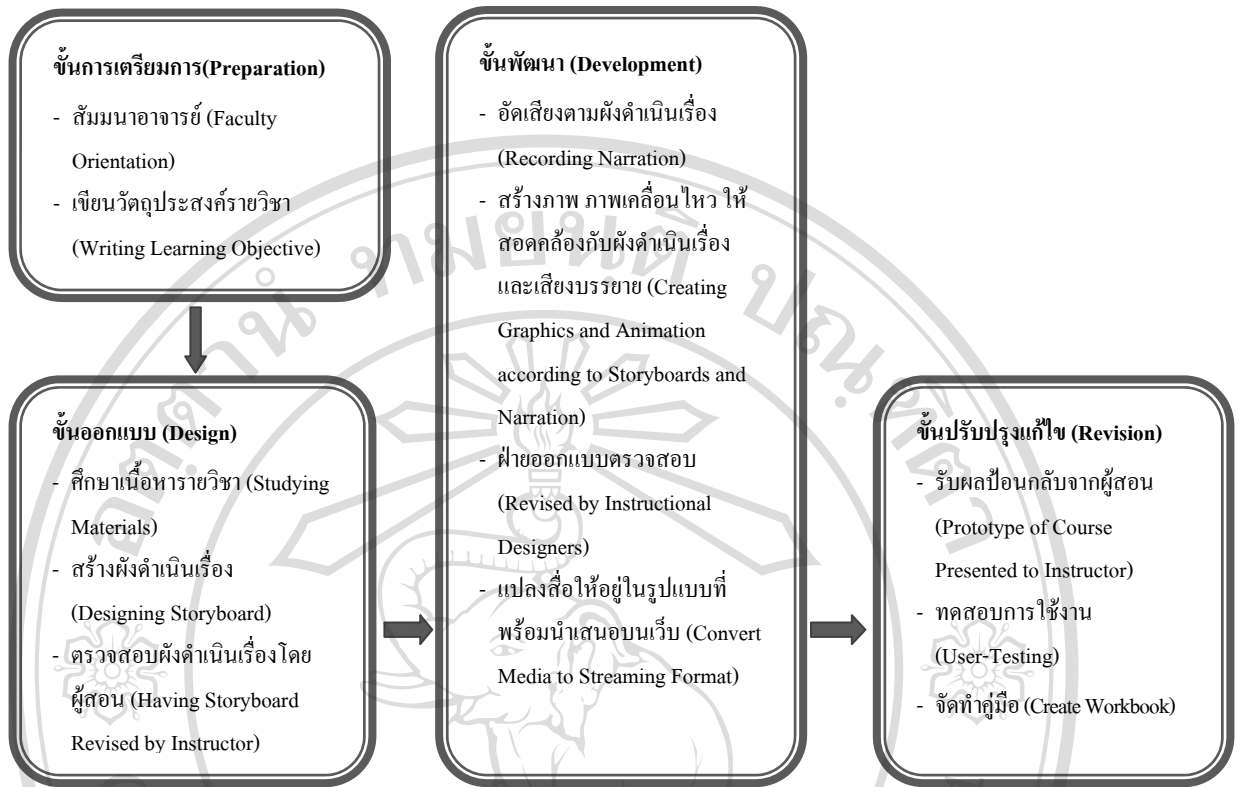 ขั้นการเตรียมการ(Preparation)
- สัมมนาอาจารย์ (Faculty
Orientation)
- เขียนวัตถุประสงค์รายวิชา
(Writing Learning Objective)
ขั้นออกแบบ (Design)
- ศึกษาเนื้อหารายวิชา (Studying
Materials)
- สร้างผังดำเนินเรื่อง
(Designing Storyboard)
- ตรวจสอบผังดำเนินเรื่องโดย
ผู้สอน (Having Storyboard
Revised by Instructor)
ขั้นพัฒนา (Development)
- อัดเสียงตามผังดำเนินเรื่อง
(Recording Narration)
- สร้างภาพ ภาพเคลื่อนไหว ให้
สอดคล้องกับผังดำเนินเรื่อง
และเสียงบรรยาย (Creating
Graphics and Animation
according to Storyboards and
Narration)
- ฝ่ายออกแบบตรวจสอบ
(Revised by Instructional
Designers)
- แปลงสื่อให้อยู่ในรูปแบบที่
พร้อมนำเสนอบนเว็บ (Convert
Media to Streaming Format)
ขั้นปรับปรุงแก้ไข (Revision)
- รับผลป้อนกลับจากผู้สอน
(Prototype of Course
Presented to Instructor)
- ทดสอบการใช้งาน
(User-Testing)
- จัดทำคู่มือ (Create Workbook)